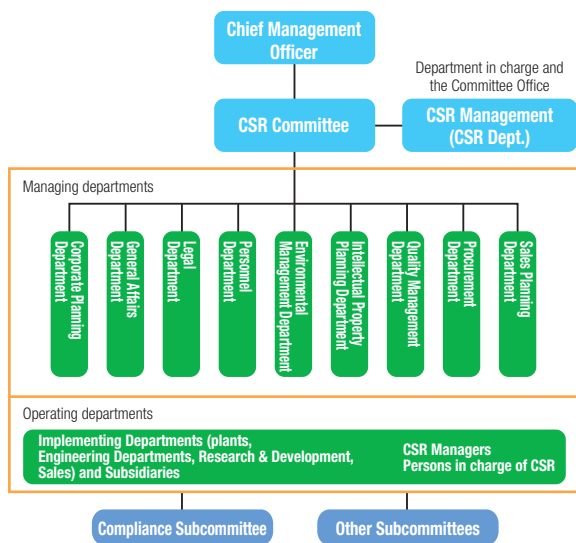 Chief Management
Officer
Department in charge and
the Committee Office
CSR Committee
CSR Management
(CSR Dept.)
Managing departments
Corporate Planning
Department
General Affairs
Department
Legal
Department
Personnel
Department
Environmental
Management Department
Intellectual Property
Planning Department
Quality Management
Department
Procurement
Department
Sales Planning
Department
Operating departments
Implementing Departments (plants,
Engineering Departments, Research & Development,
Sales) and Subsidiaries
CSR Managers
Persons in charge of CSR
Compliance Subcommittee
Other Subcommittees